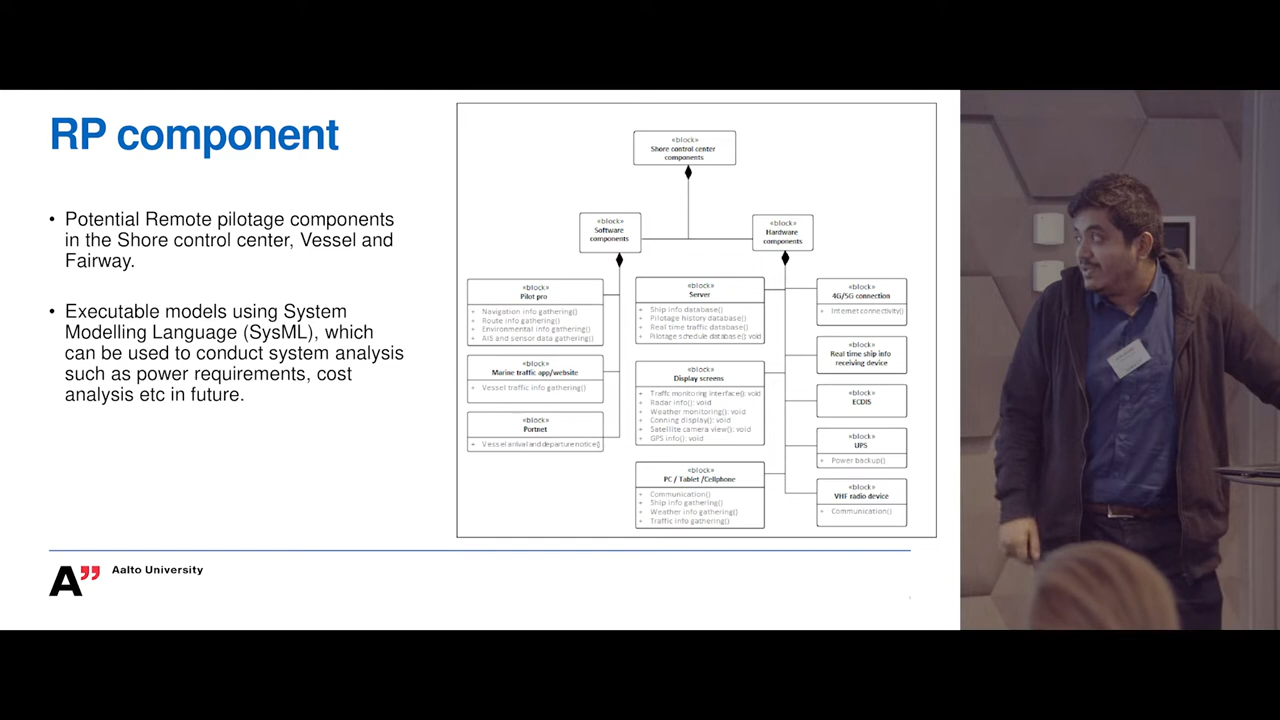 RP component
• Potential Remote pilotage components
in the Shore control center, Vessel and
Fairway.
• Executable models using System
Modelling Language (SysML), which
can be used to conduct system analysis
such as power requirements, cost
analysis etc in future.
«block»
Shore control center
components
«block»
Software
components
«block»
Hardware
components
«block»
Pilot pro
+ Navigation info gathering()
+ Route info gathering()
+ Environmental info gathering()
+ AIS and sensor data gathering()
«block»
Marine traffic app/website
+ Vessel traffic info gathering()
«block»
Portnet
+ Vessel arrival and departure notice()
«block»
Server
+ Ship info database()
+ Pilotage history database()
+ Real time traffic database()
+ Pilotage schedule database(): void
«block»
Display screens
+ Traffc monitoring interface(): void
+ Radar info(): void
+ Weather monitoring(): void
+ Conning display(): void
+ Satellite camera view(): void
+ GPS info(): void
«block»
PC / Tablet /Cellphone
+ Communication()
+ Ship info gathering()
+ Weather info gathering()
+ Traffic info gathering()
«block»
4G/5G connection
+ Internet connectivity()
«block»
Real time ship info
receiving device
«block»
ECDIS
«block»
UPS
+ Power backup()
«block»
VHF radio device
+ Communication()
A”
Aalto University